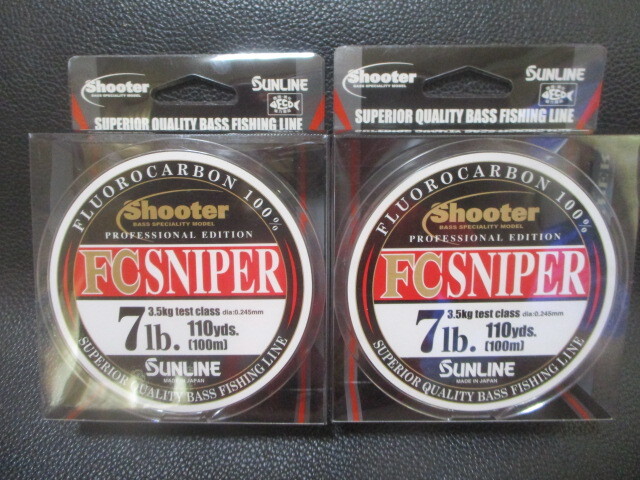 Shooter
BASS SPECIALITY MODEL
SUNLINE
SUPERIOR QUALITY BASS FISHING LINE
FLUOROCARBON 100%
Shooter
BASS SPECIALITY MODEL
PROFESSIONAL EDITION
FC SNIPER
3.5kg test class dia:0.245mm
7lb. 110yds.
(100m)
SUNLINE
MADE IN JAPAN
SUPERIOR QUALITY BASS FISHING LINE
Shooter
BASS SPECIALITY MODEL
SUNLINE
SUPERIOR QUALITY BASS FISHING LINE
FLUOROCARBON 100%
Shooter
BASS SPECIALITY MODEL
PROFESSIONAL EDITION
FC SNIPER
3.5kg test class dia:0.245mm
7lb. 110yds.
(100m)
SUNLINE
MADE IN JAPAN
SUPERIOR QUALITY BASS FISHING LINE